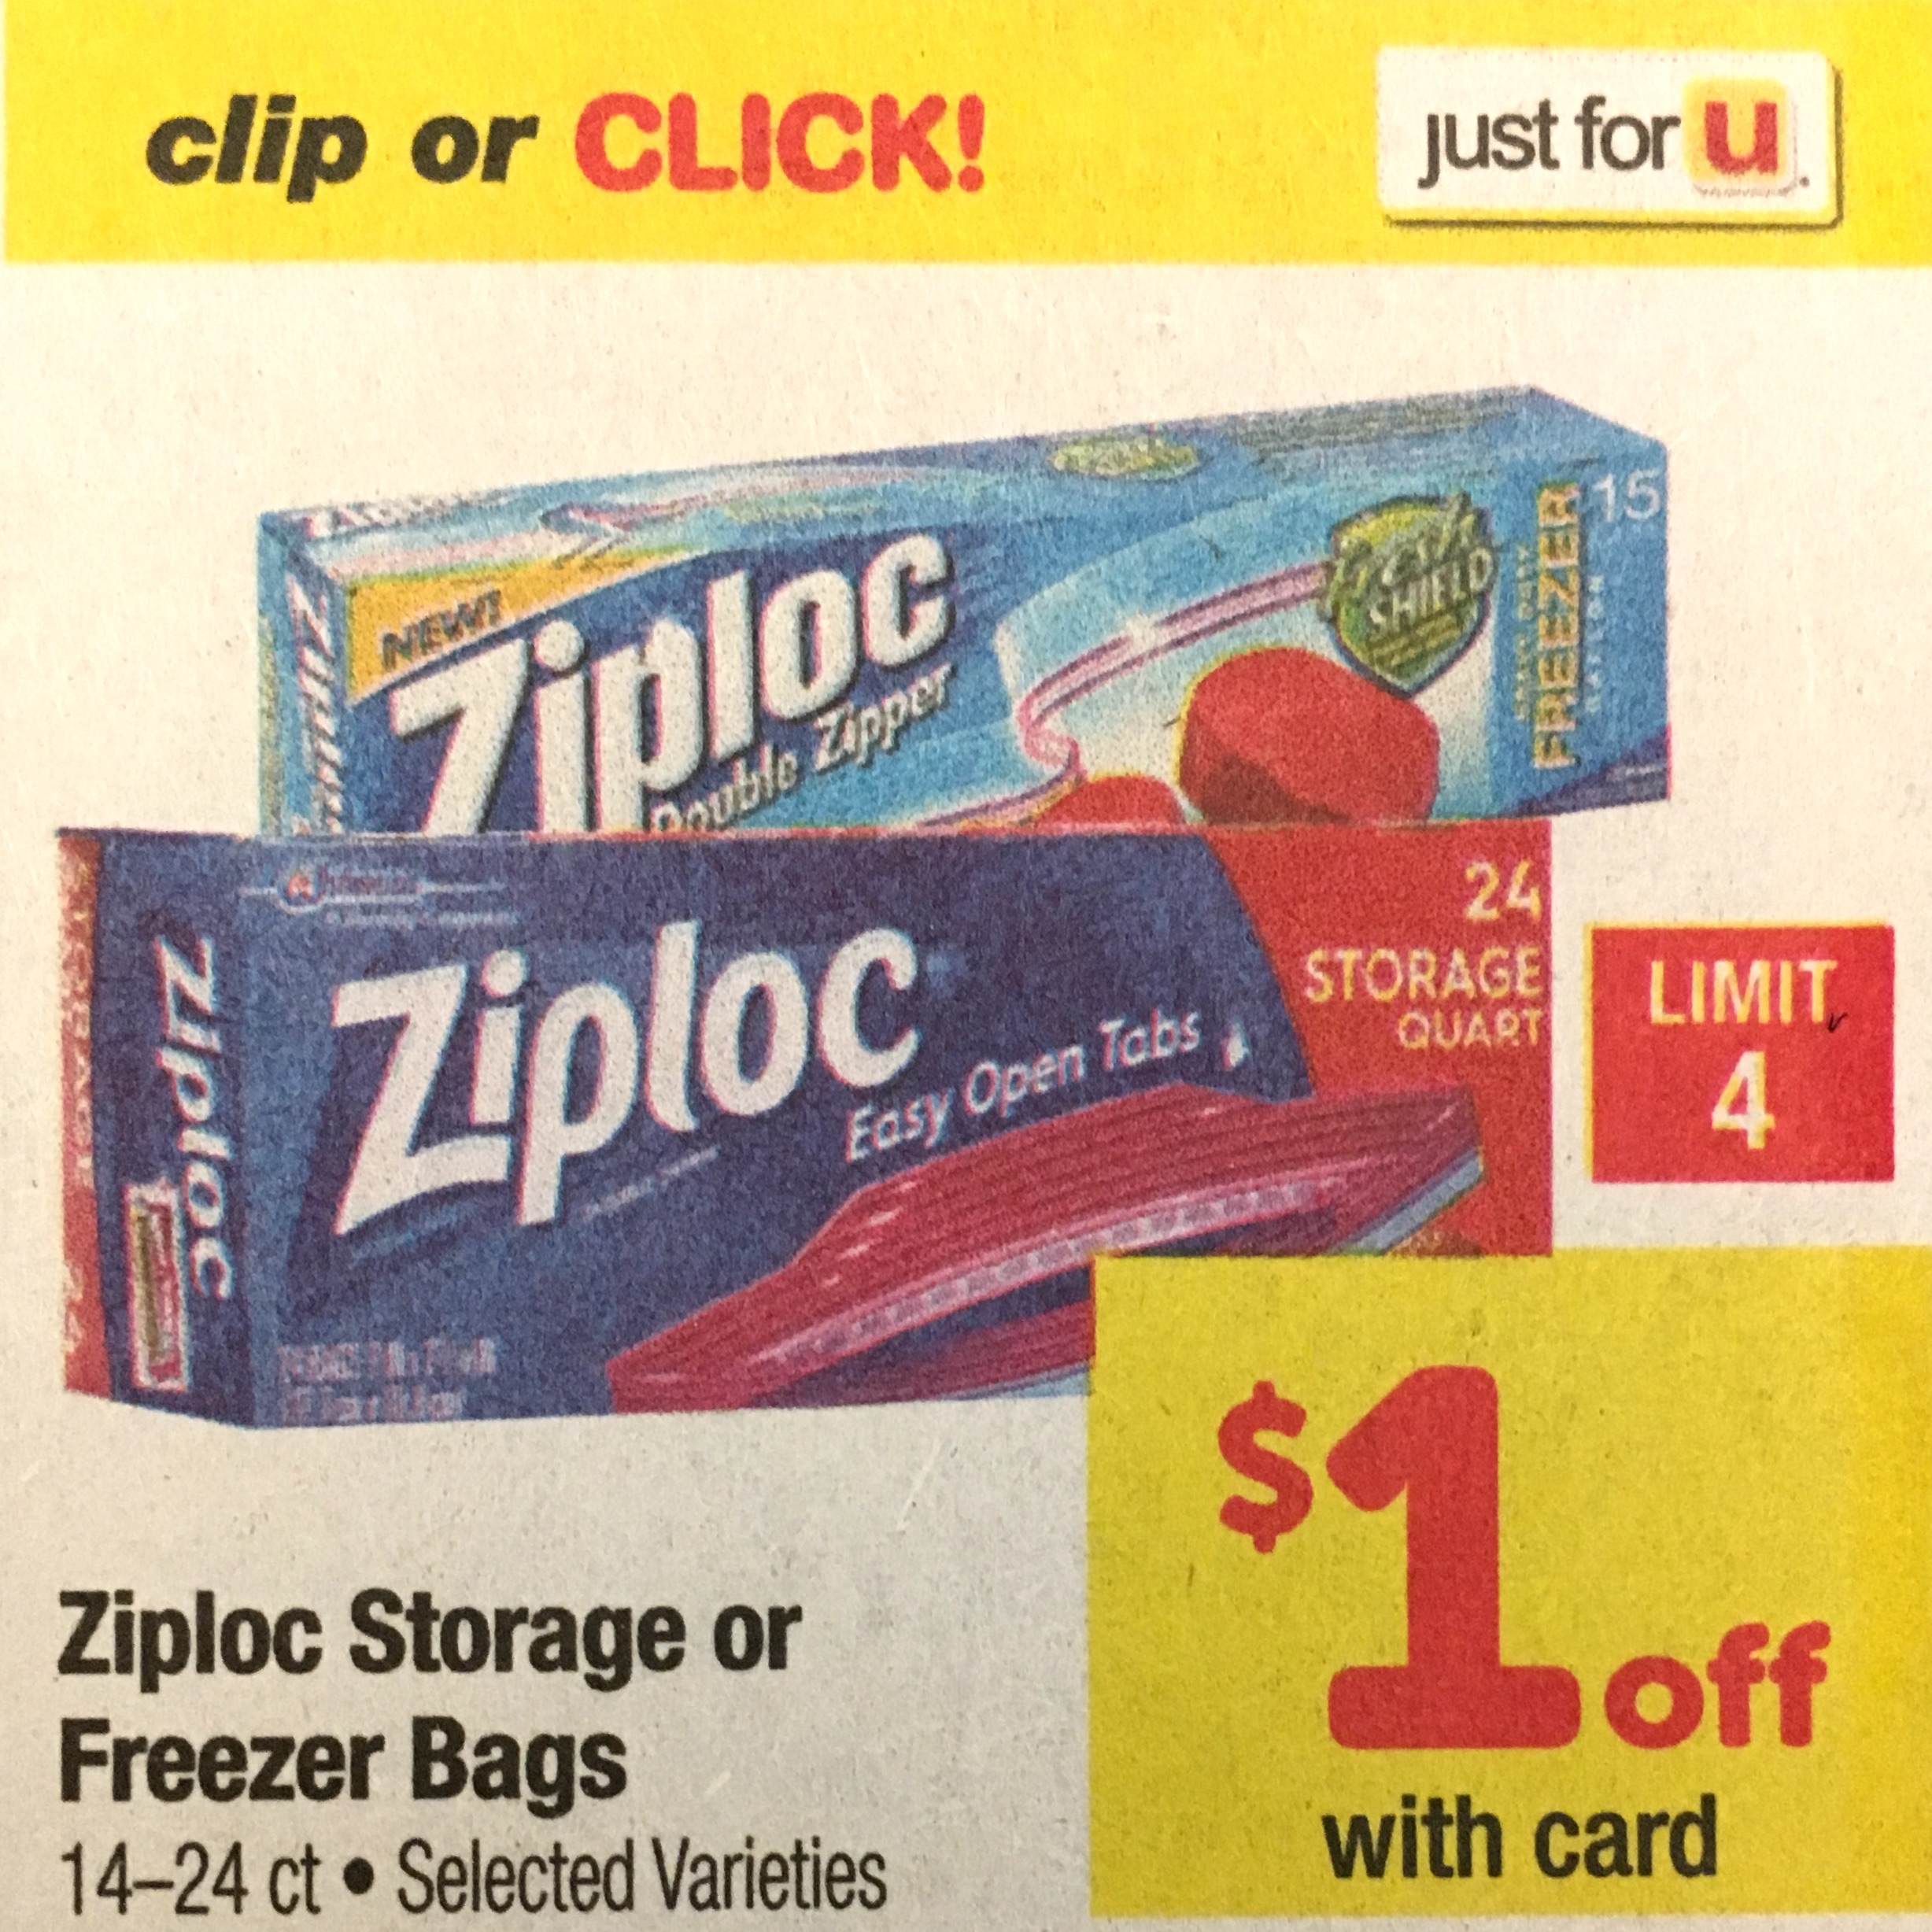 clip or CLICK!
just for u
NEW!
Ziploc
Double Zipper
Fresh
SHIELD
15
FREEZER
Ziploc
Ziploc
Easy Open Tabs
24
STORAGE
QUART
LIMIT
4
$1 off
with card
Ziploc Storage or
Freezer Bags
14–24 ct • Selected Varieties